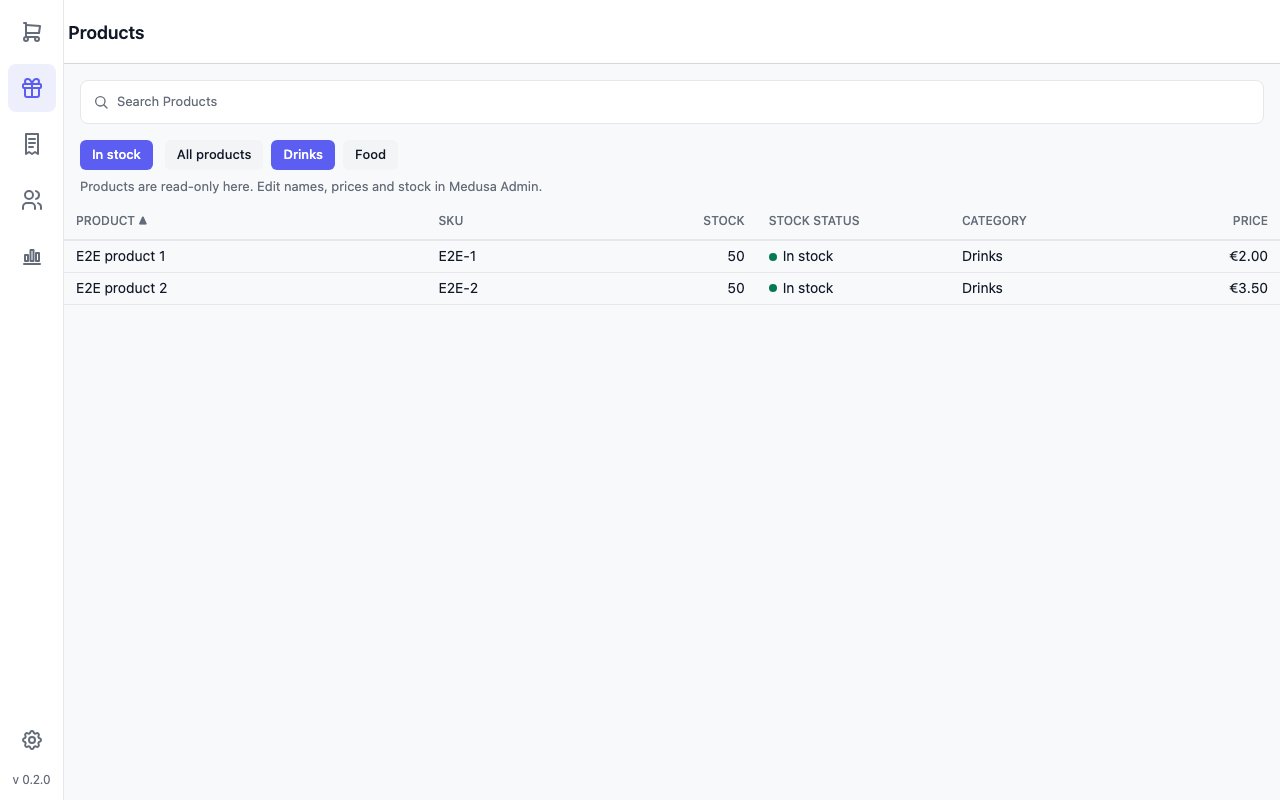 Products
Search Products
In stock All products Drinks Food
Products are read-only here. Edit names, prices and stock in Medusa Admin.
PRODUCT ▲ SKU STOCK STOCK STATUS CATEGORY PRICE
E2E product 1 E2E-1 50 In stock Drinks €2.00
E2E product 2 E2E-2 50 In stock Drinks €3.50
v 0.2.0